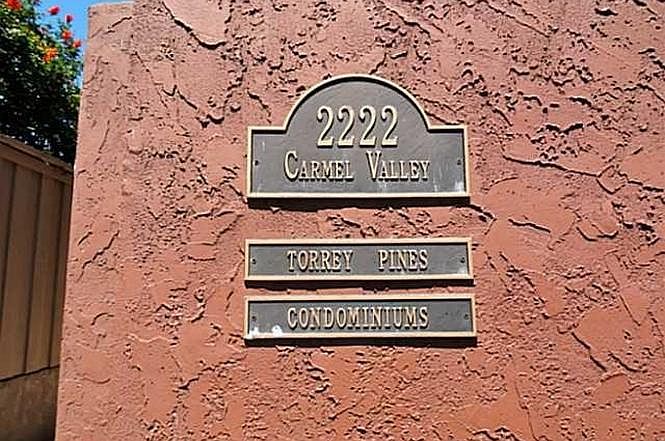 2222
CARMEL VALLEY
TORREY PINES
CONDOMINIUMS